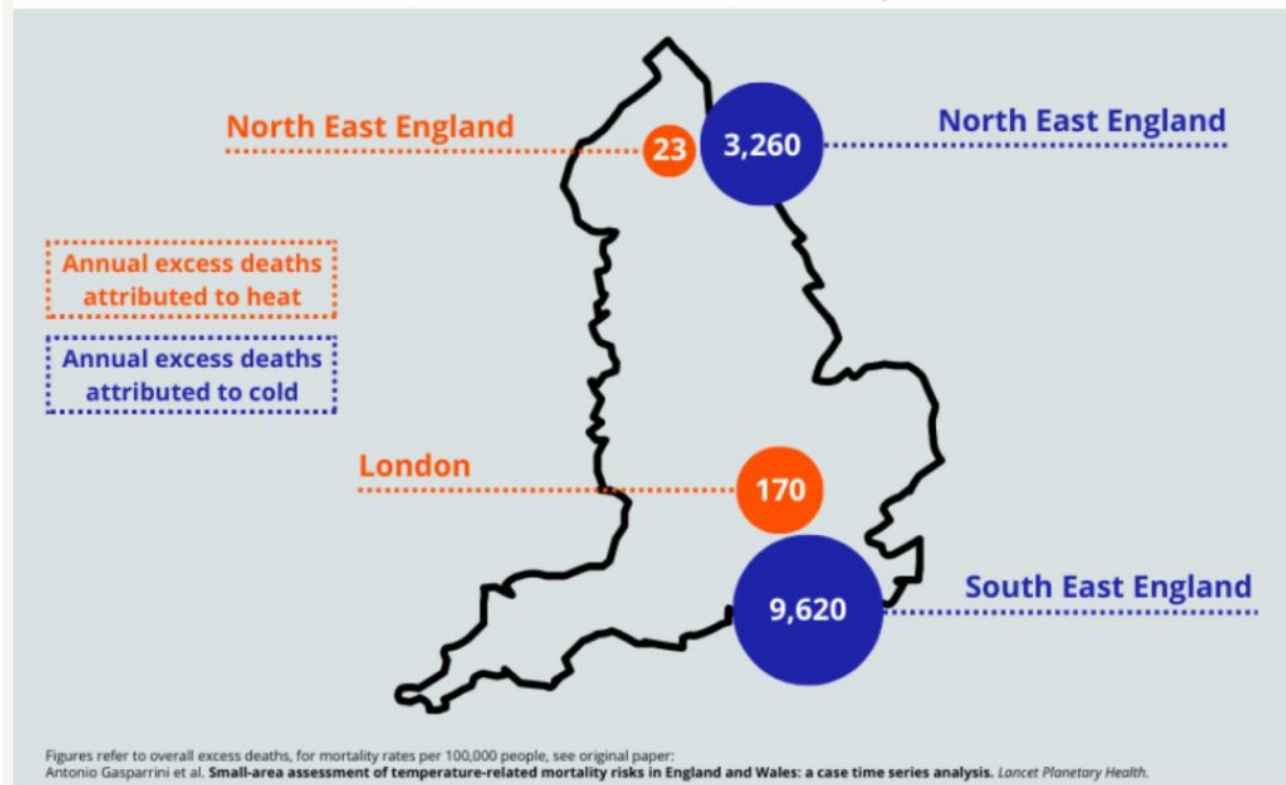 North East England
23
3,260
North East England
Annual excess deaths
attributed to heat
Annual excess deaths
attributed to cold
London
170
9,620
South East England
Figures refer to overall excess deaths, for mortality rates per 100,000 people, see original paper:
Antonio Gasparrini et al. Small-area assessment of temperature-related mortality risks in England and Wales: a case time series analysis. Lancet Planetary Health.